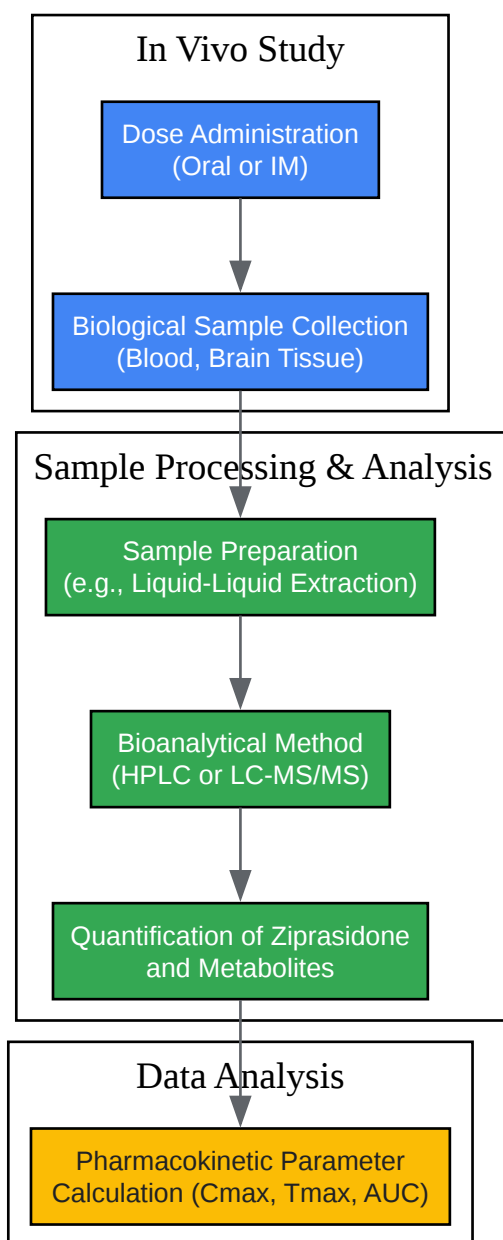 In Vivo Study
Dose Administration
(Oral or IM)
Biological Sample Collection
(Blood, Brain Tissue)
Sample Processing & Analysis
Sample Preparation
(e.g., Liquid-Liquid Extraction)
Bioanalytical Method
(HPLC or LC-MS/MS)
Quantification of Ziprasidone
and Metabolites
Data Analysis
Pharmacokinetic Parameter
Calculation (Cmax, Tmax, AUC)